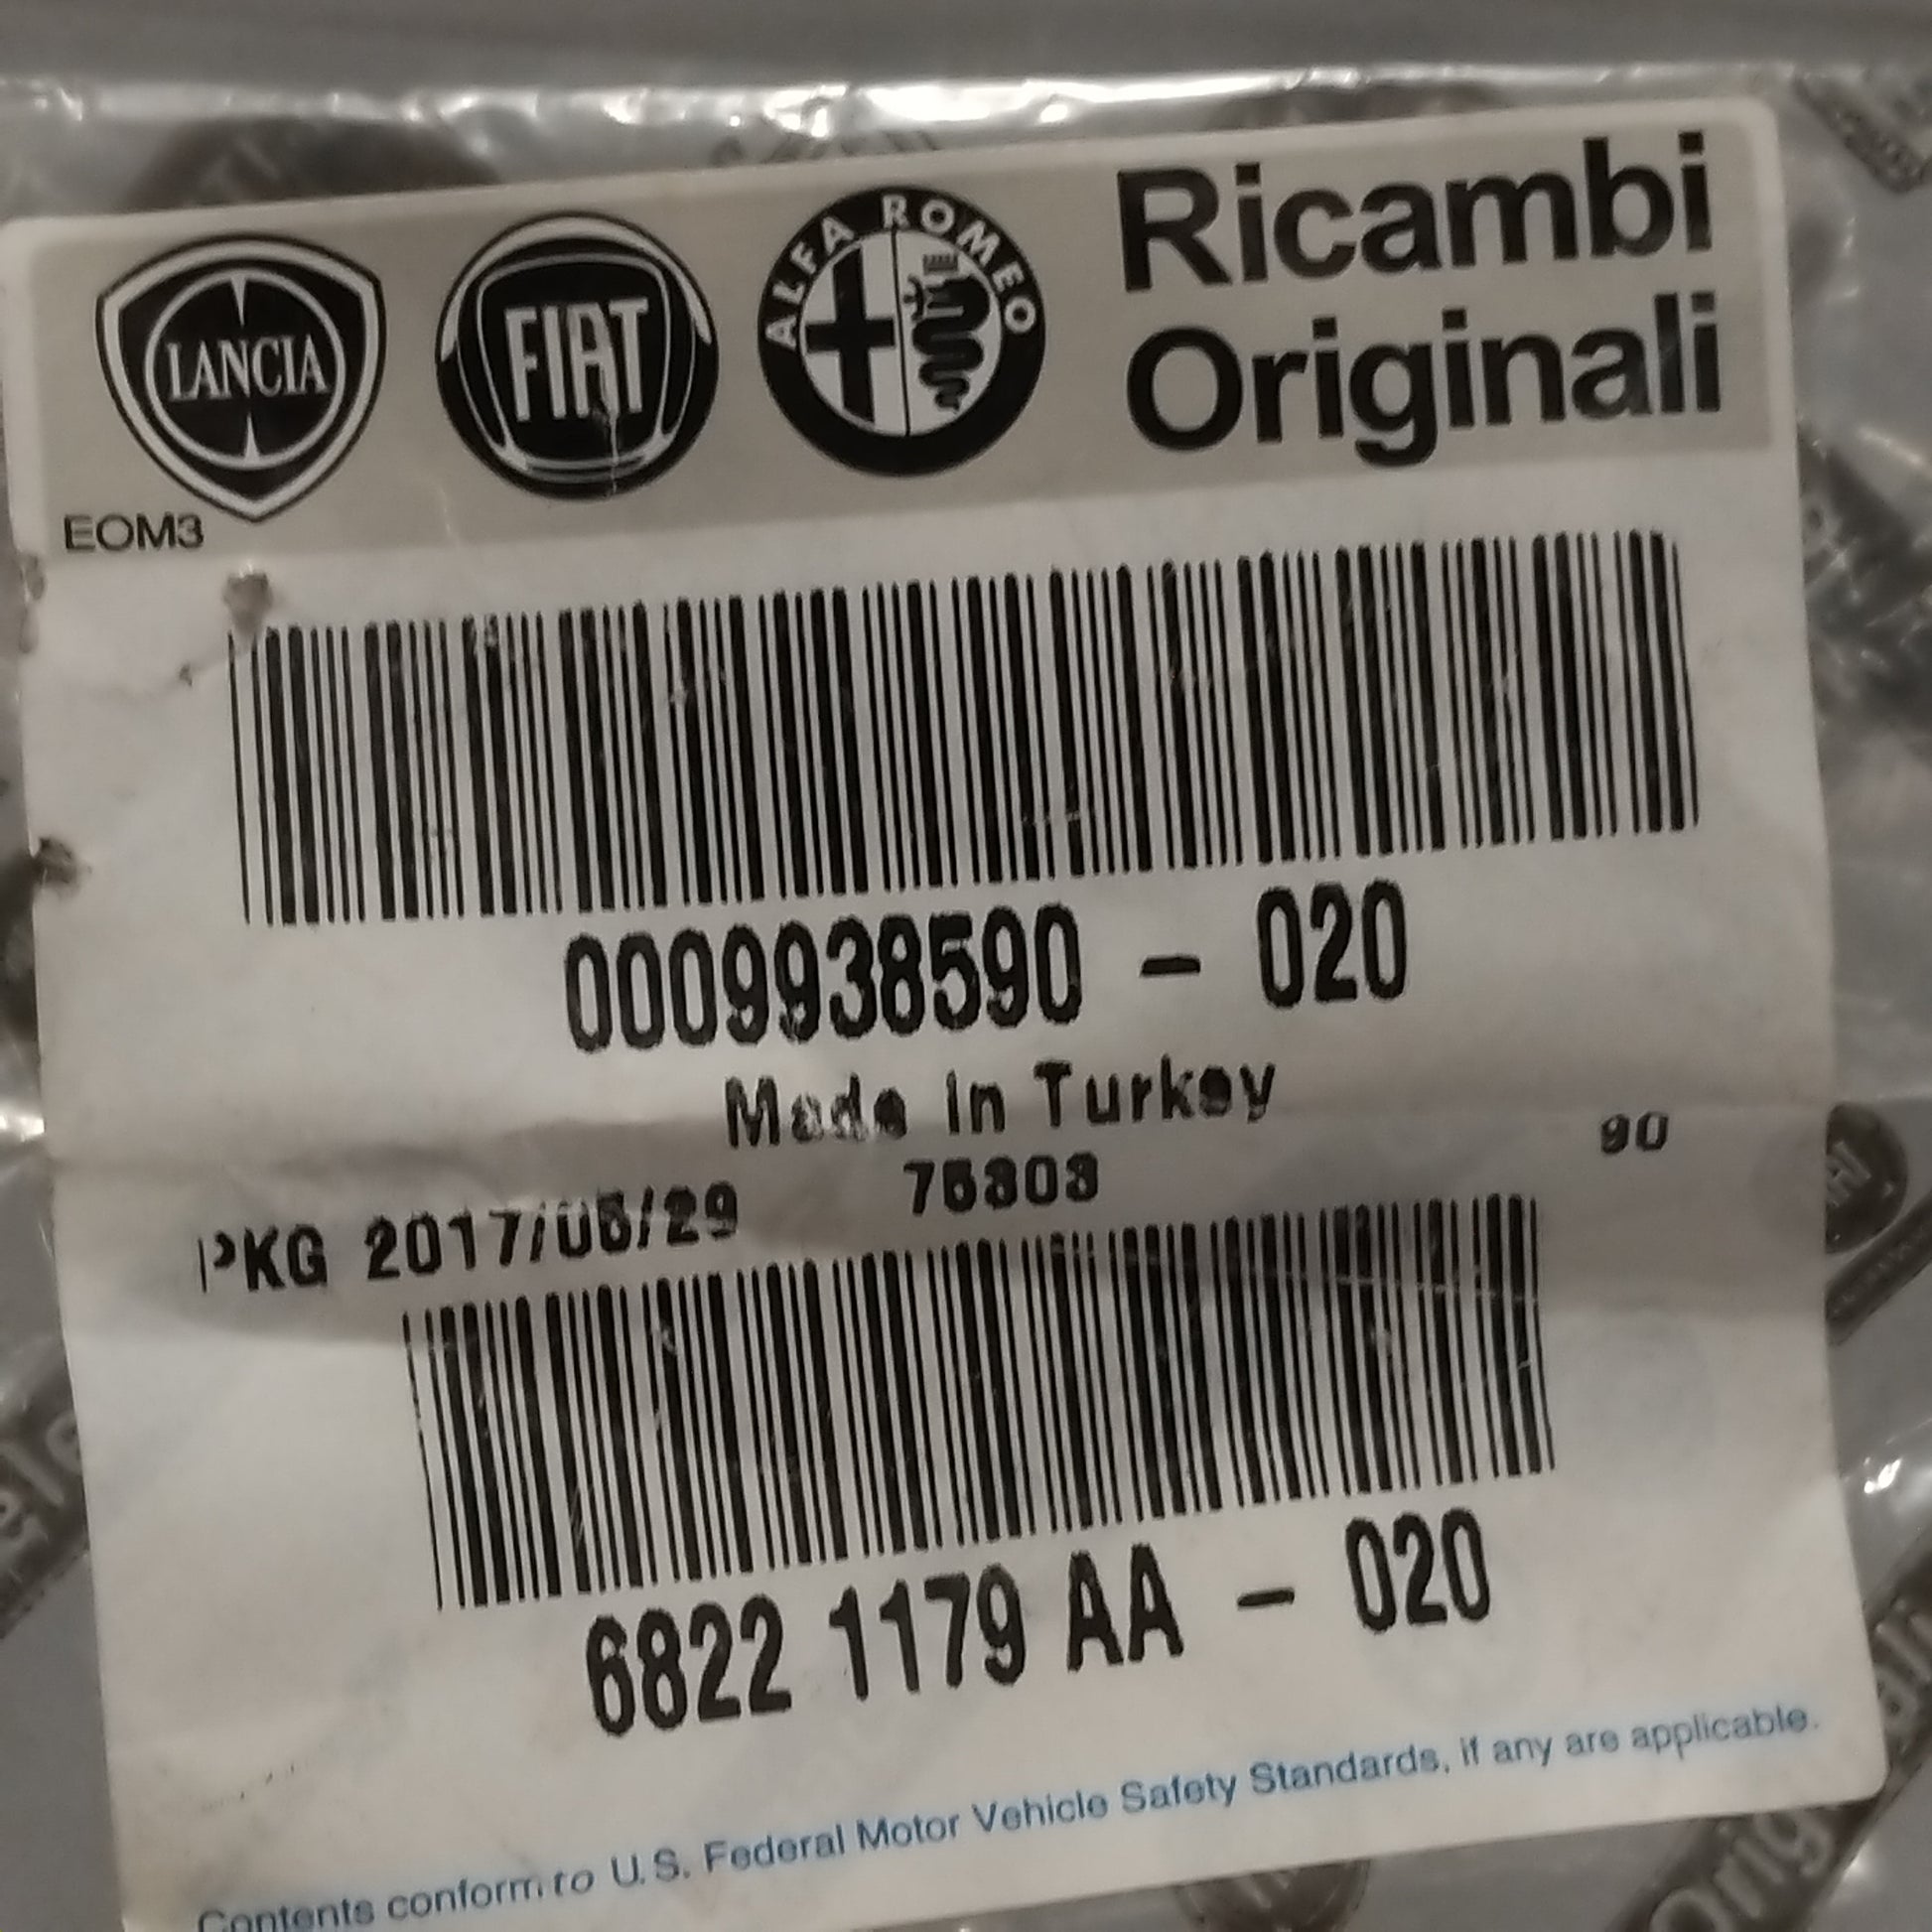 LANCIA
FIAT
ALFA ROMEO
Ricambi
Originali
EOM3
0009938590 - 020
Made in Turkey
90
PKG 2017/06/29 75303
6822 1179 AA - 020
Contents conform to U.S. Federal Motor Vehicle Safety Standards, if any are applicable.